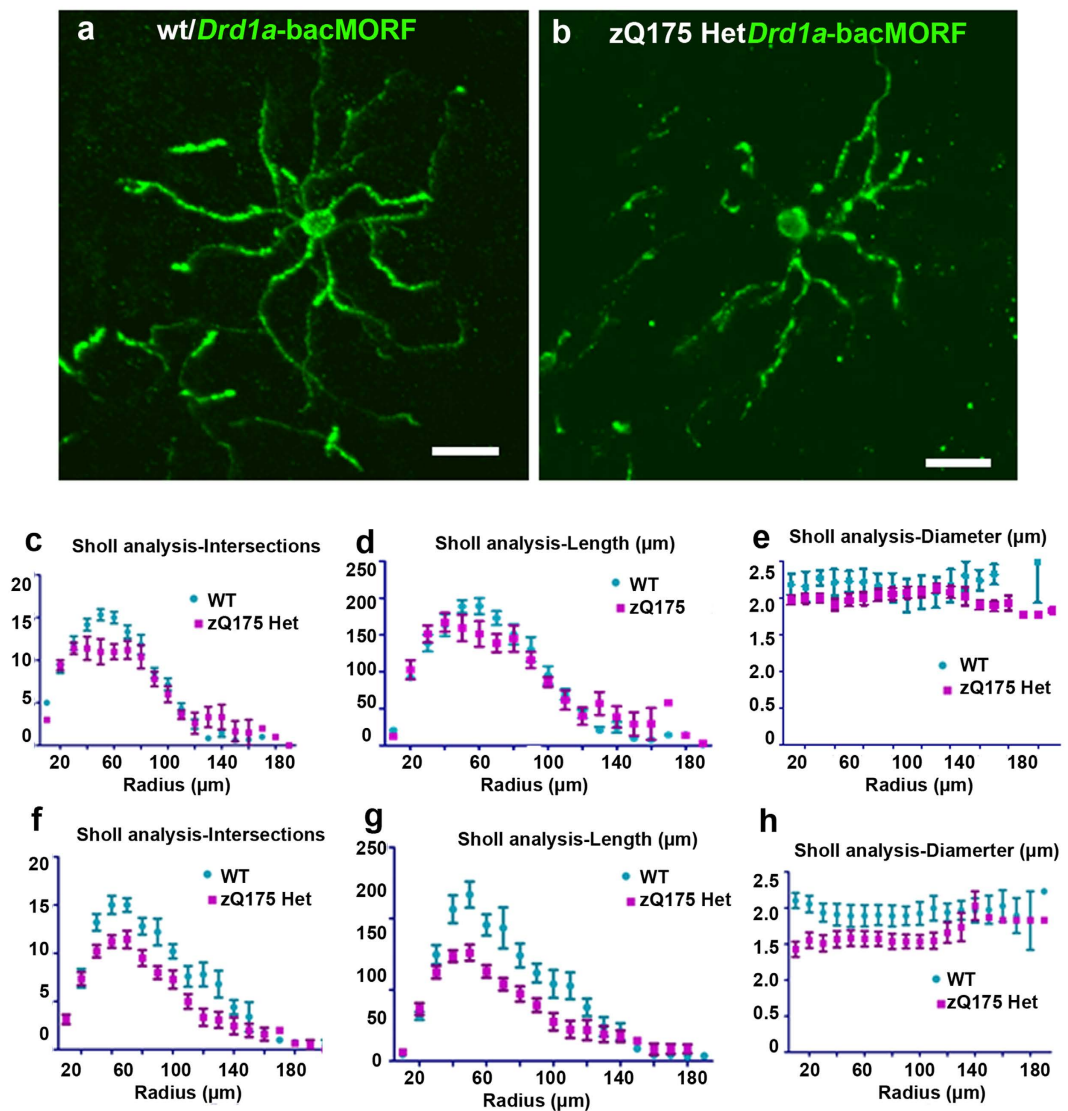 a wt/Drd1a-bacMORF
b zQ175 HetDrd1a-bacMORF
c Sholl analysis-Intersections
20
15
10
5
0
WT
zQ175 Het
20 60 100 140 180
Radius (µm)
d Sholl analysis-Length (µm)
250
200
150
100
50
0
WT
zQ175
20 60 100 140 180
Radius (µm)
e Sholl analysis-Diameter (µm)
2.5
2.0
1.5
2.0
0.5
0
WT
zQ175 Het
20 60 100 140 180
Radius (µm)
f Sholl analysis-Intersections
20
15
10
5
0
WT
zQ175 Het
20 60 100 140 180
Radius (µm)
g Sholl analysis-Length (µm)
250
200
150
100
50
0
WT
zQ175 Het
20 60 100 140 180
Radius (µm)
h Sholl analysis-Diamerter (µm)
2.5
2.0
1.5
2.0
0.5
0
WT
zQ175 Het
20 60 100 140 180
Radius (µm)